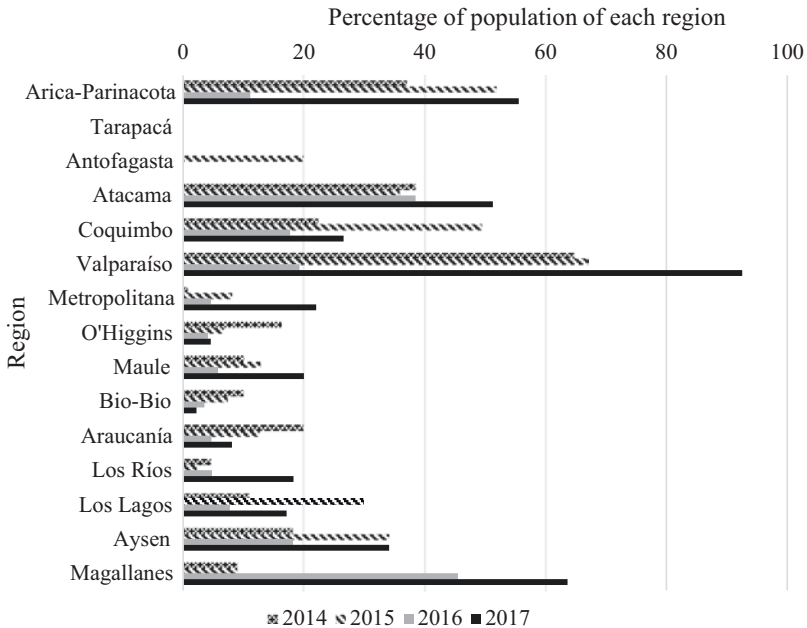 Percentage of population of each region
0 20 40 60 80 100
Arica-Parinacota
Tarapacá
Antofagasta
Atacama
Coquimbo
Valparaíso
Metropolitana
O'Higgins
Maule
Bio-Bio
Araucanía
Los Ríos
Los Lagos
Aysen
Magallanes
Region
2014 2015 2016 2017